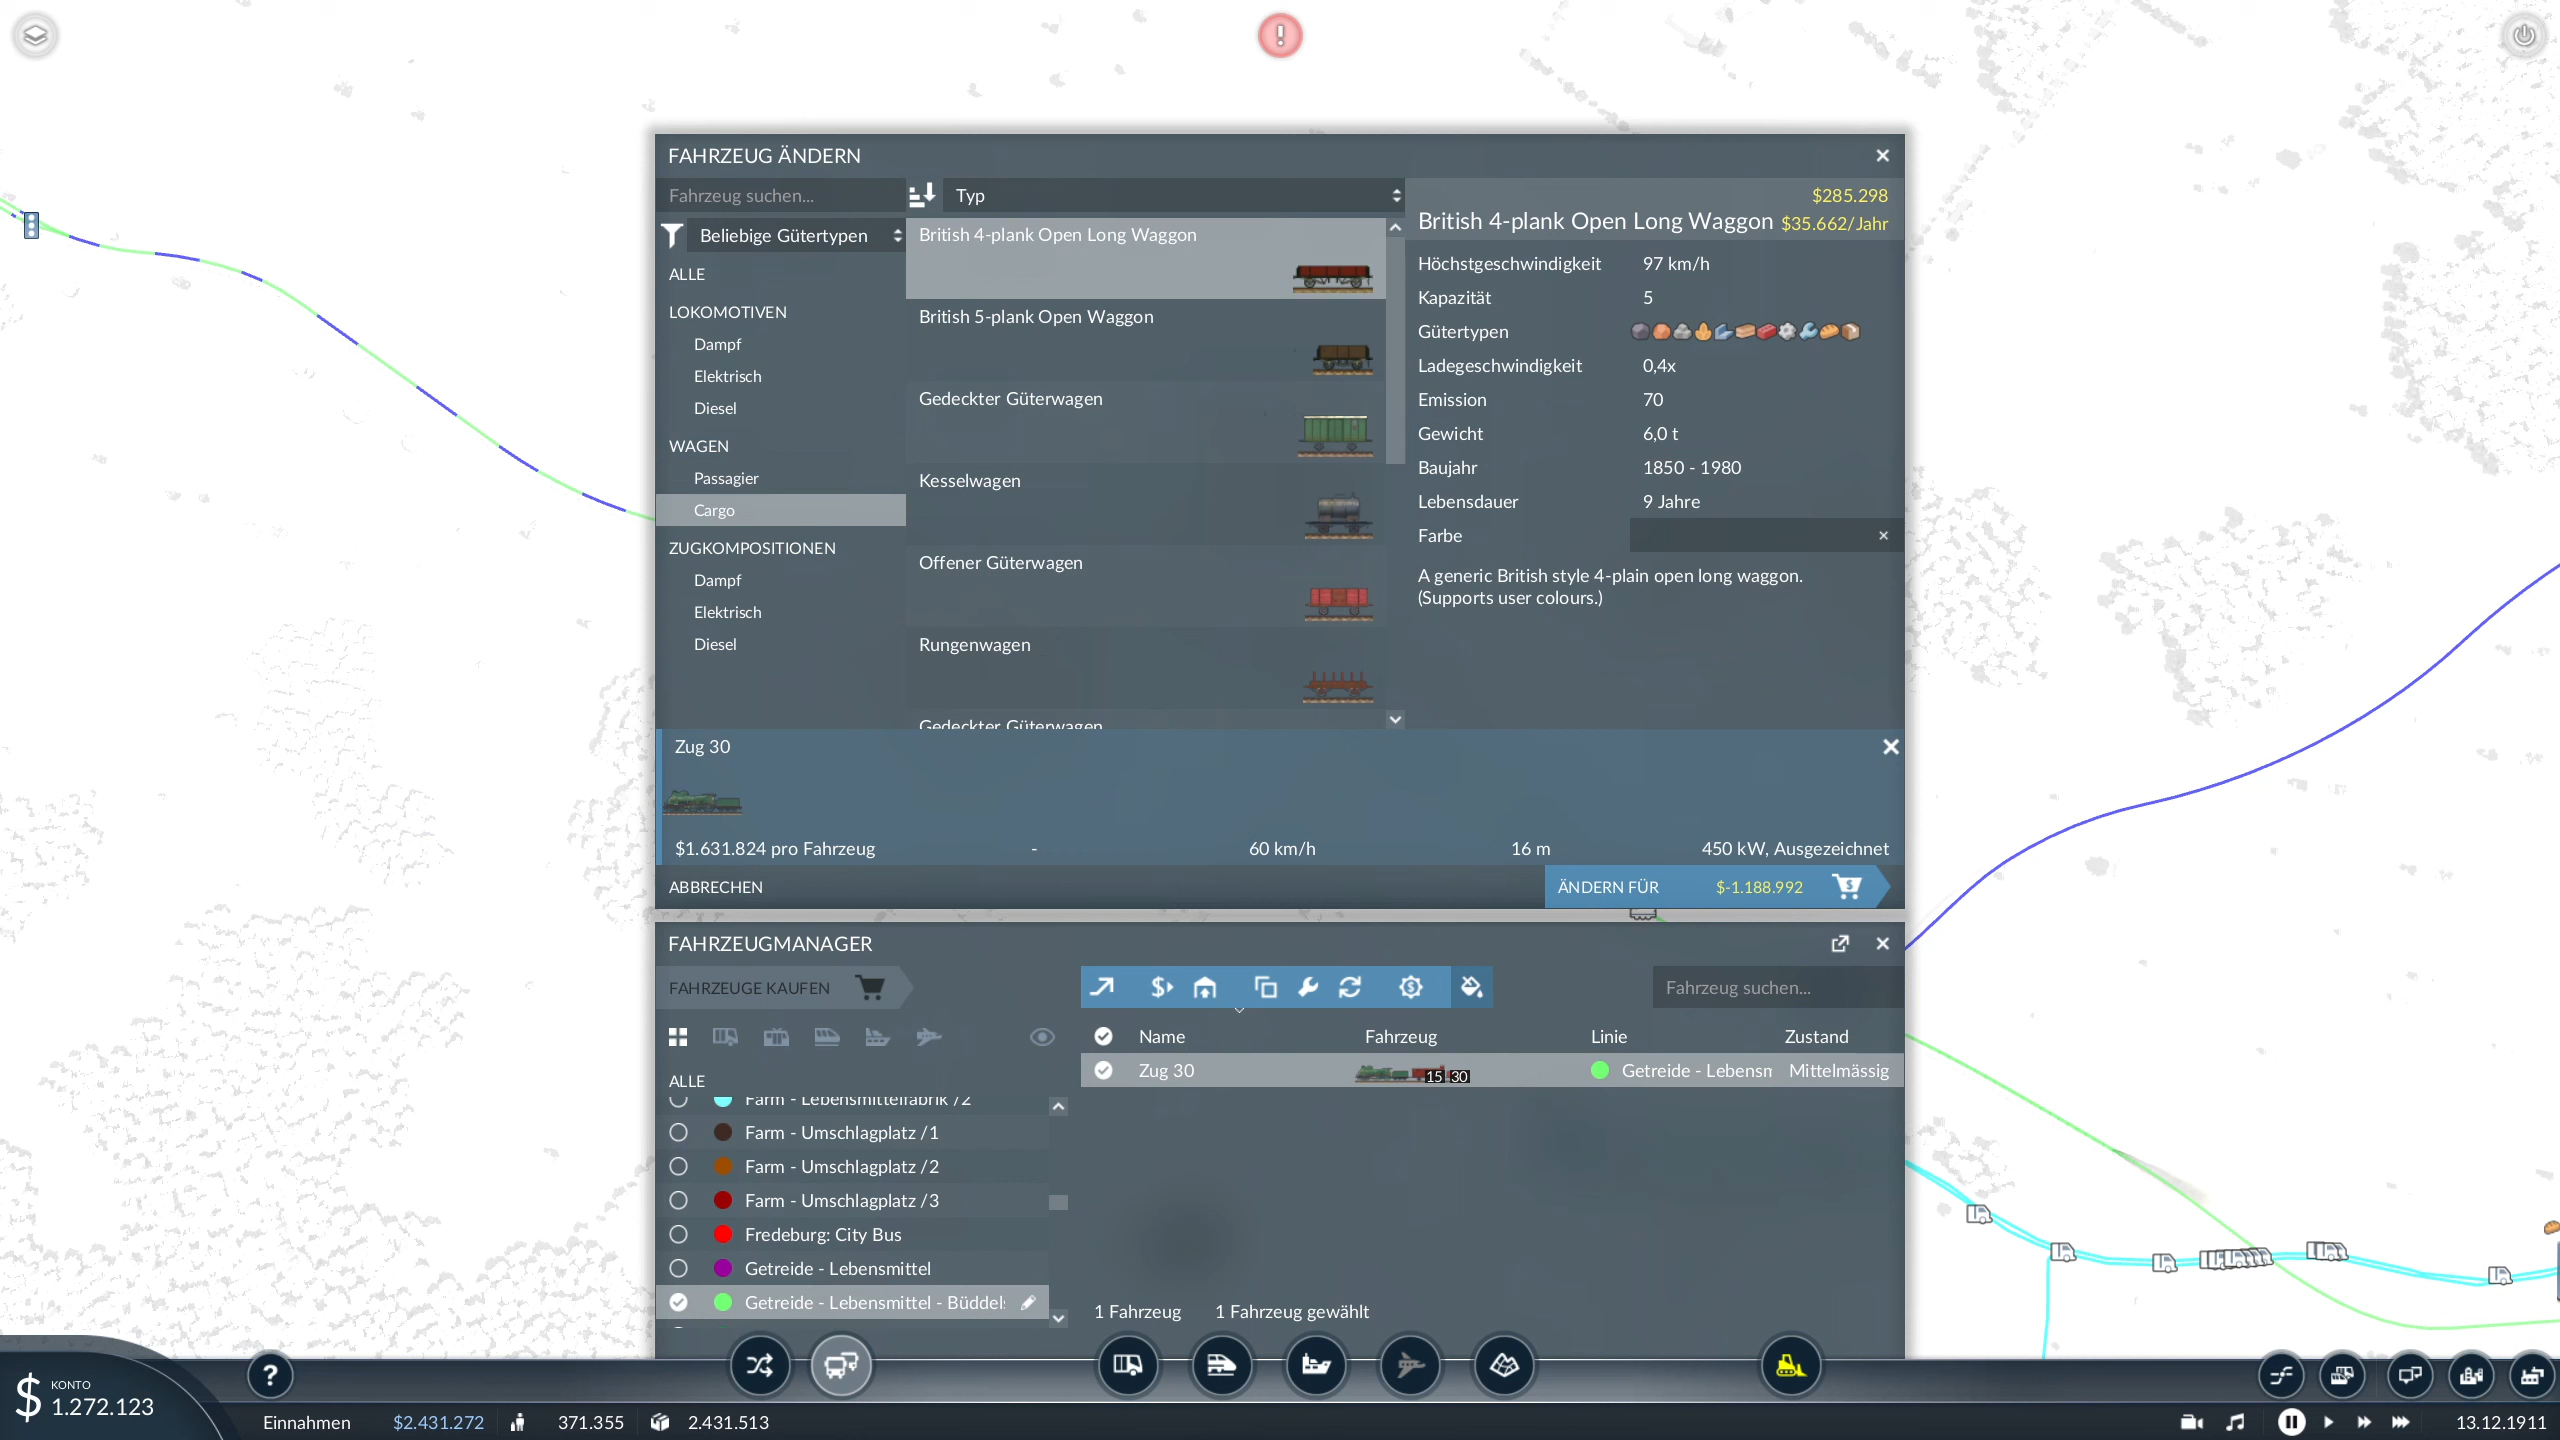 FAHRZEUG ÄNDERN
Fahrzeug suchen...
Typ
$285.298
British 4-plank Open Long Waggon $35.662/Jahr
Beliebige Gütertypen
ALLE
LOKOMOTIVEN
Dampf
Elektrisch
Diesel
WAGEN
Passagier
Cargo
ZUGKOMPOSITIONEN
Dampf
Elektrisch
Diesel
British 4-plank Open Long Waggon
British 5-plank Open Waggon
Gedeckter Güterwagen
Kesselwagen
Offener Güterwagen
Rungenwagen
Gedeckter Güterwagen
Höchstgeschwindigkeit 97 km/h
Kapazität 5
Gütertypen
Ladegeschwindigkeit 0,4x
Emission 70
Gewicht 6,0 t
Baujahr 1850 - 1980
Lebensdauer 9 Jahre
Farbe
A generic British style 4-plain open long waggon.
(Supports user colours.)
Zug 30
$1.631.824 pro Fahrzeug - 60 km/h 16 m 450 kW, Ausgezeichnet
ABBRECHEN
ÄNDERN FÜR $-1.188.992
FAHRZEUGMANAGER
FAHRZEUGE KAUFEN
Fahrzeug suchen...
ALLE
Farm - Lebensmittelfabrik /2
Farm - Umschlagplatz /1
Farm - Umschlagplatz /2
Farm - Umschlagplatz /3
Fredeburg: City Bus
Getreide - Lebensmittel
Getreide - Lebensmittel - Büddel
Name Fahrzeug Linie Zustand
Zug 30 15 30 Getreide - Lebensm Mittelmässig
1 Fahrzeug 1 Fahrzeug gewählt
KONTO
$ 1.272.123
?
Einnahmen $2.431.272 371.355 2.431.513
13.12.1911